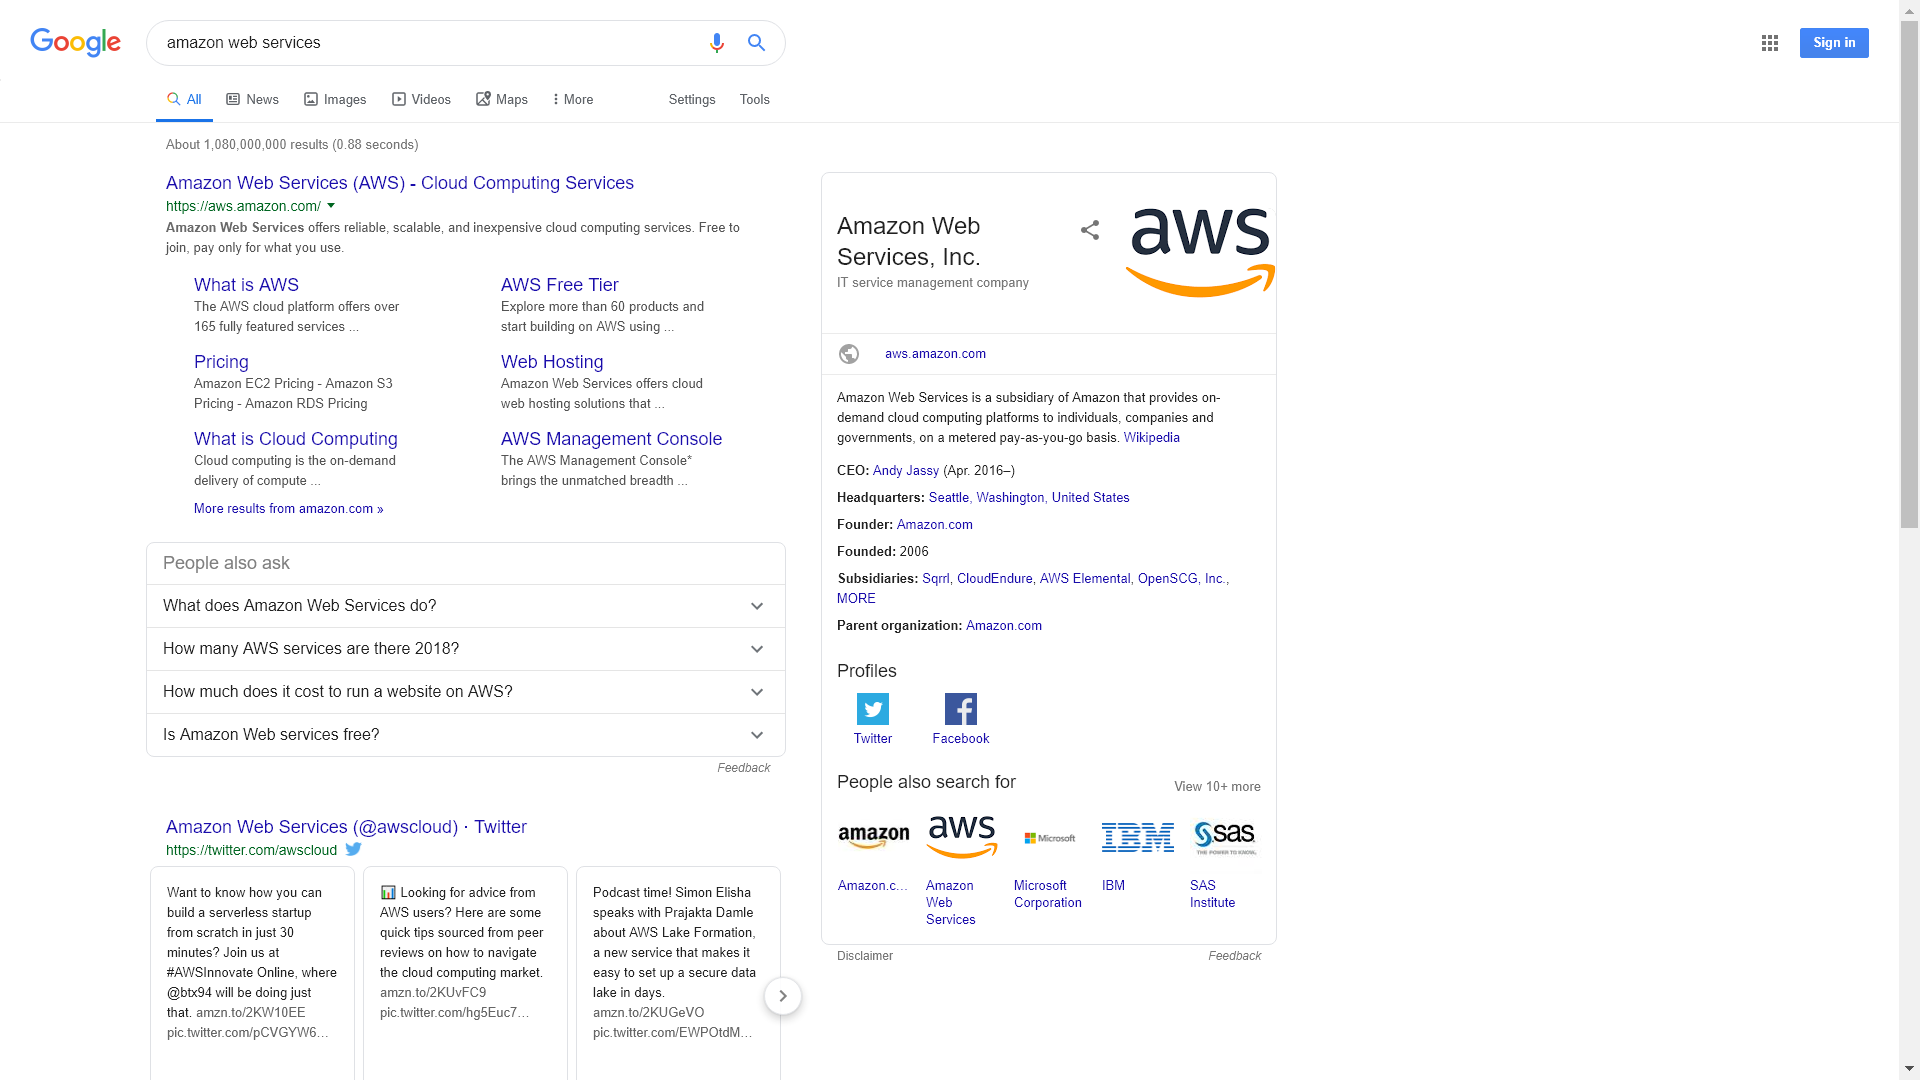 Google
amazon web services
Sign in
All
News
Images
Videos
Maps
More
Settings
Tools
About 1,080,000,000 results (0.88 seconds)
Amazon Web Services (AWS) - Cloud Computing Services
https://aws.amazon.com/
Amazon Web Services offers reliable, scalable, and inexpensive cloud computing services. Free to
join, pay only for what you use.
What is AWS
The AWS cloud platform offers over
165 fully featured services ...
AWS Free Tier
Explore more than 60 products and
start building on AWS using ...
Pricing
Amazon EC2 Pricing - Amazon S3
Pricing - Amazon RDS Pricing
Web Hosting
Amazon Web Services offers cloud
web hosting solutions that ...
What is Cloud Computing
Cloud computing is the on-demand
delivery of compute ...
AWS Management Console
The AWS Management Console*
brings the unmatched breadth ...
More results from amazon.com »
People also ask
What does Amazon Web Services do?
How many AWS services are there 2018?
How much does it cost to run a website on AWS?
Is Amazon Web services free?
Feedback
Amazon Web Services (@awscloud) · Twitter
https://twitter.com/awscloud
Want to know how you can
build a serverless startup
from scratch in just 30
minutes? Join us at
#AWSInnovate Online, where
@btx94 will be doing just
that. amzn.to/2KW10EE
pic.twitter.com/pCVGYW6...
📊 Looking for advice from
AWS users? Here are some
quick tips sourced from peer
reviews on how to navigate
the cloud computing market.
amzn.to/2KUvFC9
pic.twitter.com/hg5Euc7...
Podcast time! Simon Elisha
speaks with Prajakta Damle
about AWS Lake Formation,
a new service that makes it
easy to set up a secure data
lake in days.
amzn.to/2KUGeVO
pic.twitter.com/EWPOtdM...
Amazon Web
Services, Inc.
IT service management company
aws
aws.amazon.com
Amazon Web Services is a subsidiary of Amazon that provides on-
demand cloud computing platforms to individuals, companies and
governments, on a metered pay-as-you-go basis. Wikipedia
CEO: Andy Jassy (Apr. 2016–)
Headquarters: Seattle, Washington, United States
Founder: Amazon.com
Founded: 2006
Subsidiaries: Sqrrl, CloudEndure, AWS Elemental, OpenSCG, Inc.,
MORE
Parent organization: Amazon.com
Profiles
Twitter
Facebook
People also search for
View 10+ more
amazon
aws
Microsoft
IBM
sas
THE POWER TO KNOW.
Amazon.c...
Amazon
Web
Services
Microsoft
Corporation
IBM
SAS
Institute
Disclaimer
Feedback